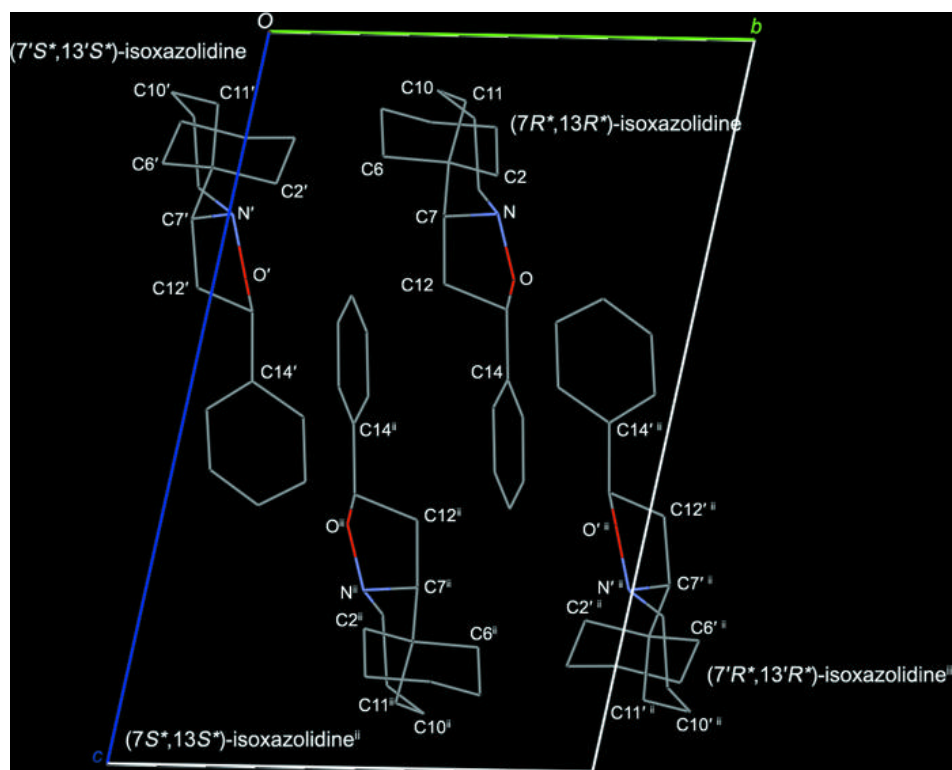 O
b
(7′S*,13′S*)-isoxazolidine
C10′
C11′
C10
C11
(7R*,13R*)-isoxazolidine
C6′
C2′
C6
C2
C7′
N′
C7
N
O′
O
C12′
C12
C14′
C14
C14ⁱⁱ
C14′ ⁱⁱ
Oⁱⁱ
C12ⁱⁱ
O′ ⁱⁱ
C12′ ⁱⁱ
Nⁱⁱ
C7ⁱⁱ
N′ ⁱⁱ
C7′ ⁱⁱ
C2ⁱⁱ
C6ⁱⁱ
C2′ ⁱⁱ
C6′ ⁱⁱ
(7′R*,13′R*)-isoxazolidineⁱⁱ
C11ⁱⁱ
C10ⁱⁱ
C11′ ⁱⁱ
C10′ ⁱⁱ
(7S*,13S*)-isoxazolidineⁱⁱ
c